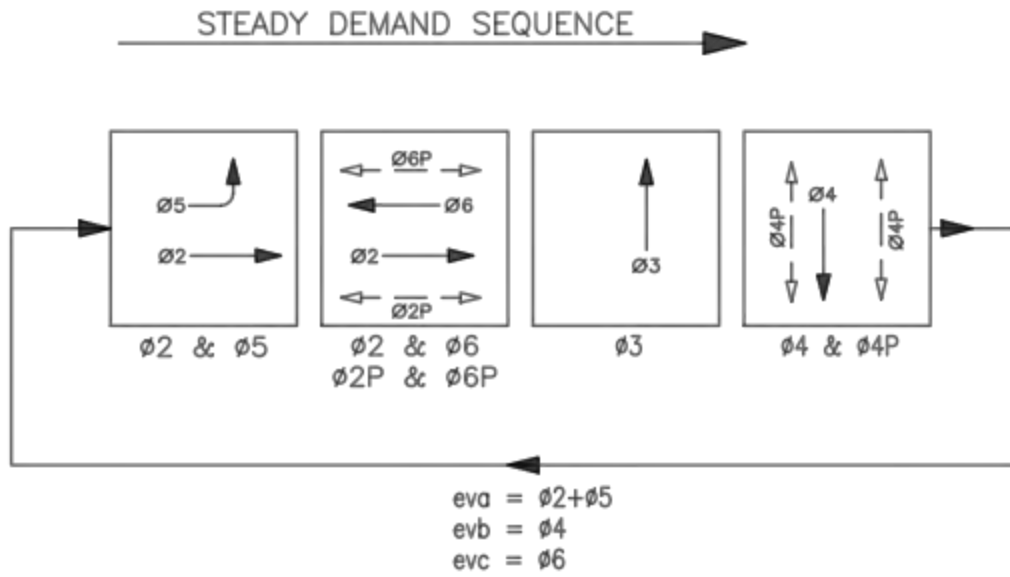 STEADY DEMAND SEQUENCE
Ø5
Ø2
Ø2 & Ø5
Ø6P
Ø6
Ø2
Ø2P
Ø2 & Ø6
Ø2P & Ø6P
Ø3
Ø3
Ø4P
Ø4
Ø4P
Ø4 & Ø4P
eva = Ø2+Ø5
evb = Ø4
evc = Ø6